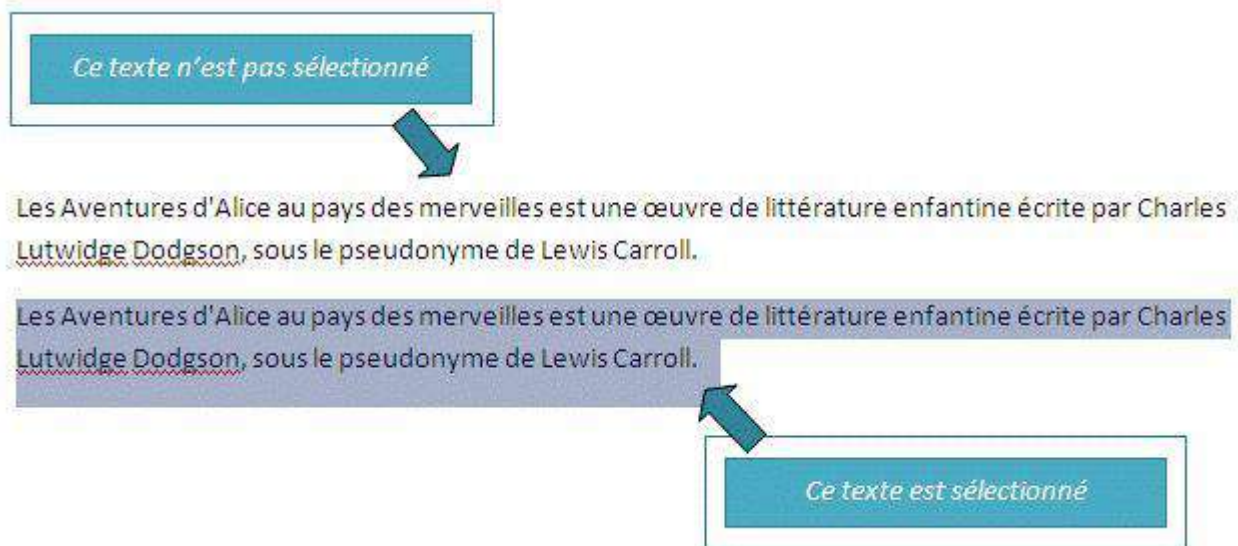 Ce texte n'est pas sélectionné
Les Aventures d'Alice au pays des merveilles est une œuvre de littérature enfantine écrite par Charles
Lutwidge Dodgson, sous le pseudonyme de Lewis Carroll.
Les Aventures d'Alice au pays des merveilles est une œuvre de littérature enfantine écrite par Charles
Lutwidge Dodgson, sous le pseudonyme de Lewis Carroll.
Ce texte est sélectionné